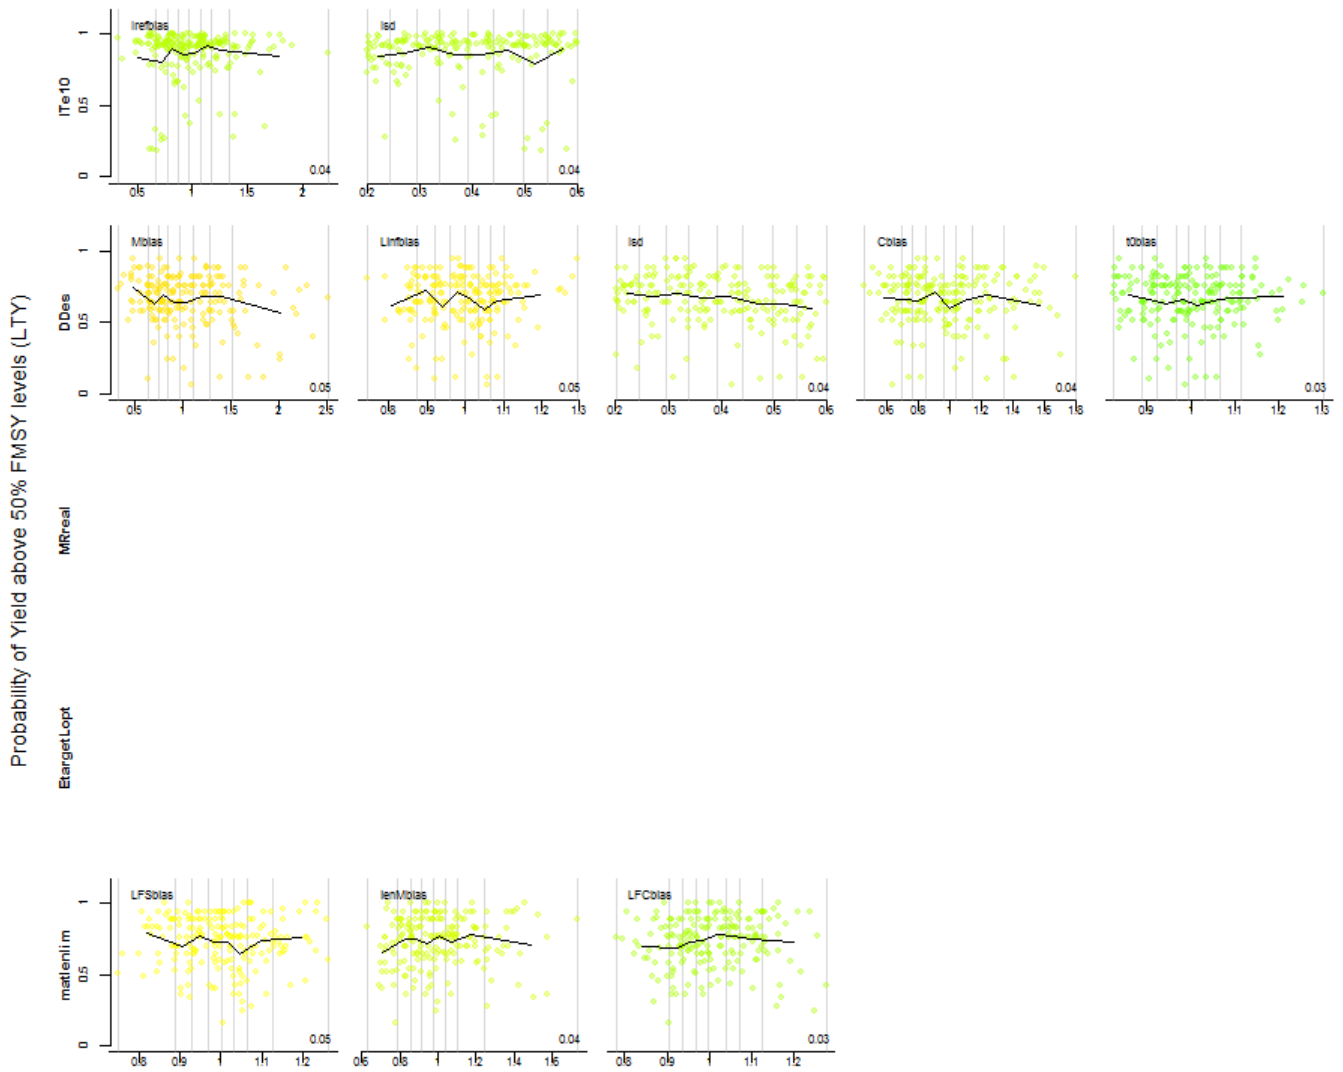 Probability of Yield above 50% FMSY levels (LTY)
ITe10
1
0.5
0
Irefbias
0.04
0.5 1 1.5 2
Isd
0.04
0.2 0.3 0.4 0.5 0.6
DDes
1
0.5
0
Mbias
0.05
0.5 1 1.5 2 2.5
Linfbias
0.05
0.8 0.9 1 1.1 1.2 1.3
Isd
0.04
0.2 0.3 0.4 0.5 0.6
Cbias
0.04
0.6 0.8 1 1.2 1.4 1.6 1.8
t0bias
0.03
0.9 1 1.1 1.2 1.3
MRreal
EtargetLopt
matlenlim
1
0.5
0
LFSbias
0.05
0.8 0.9 1 1.1 1.2
lenMbias
0.04
0.6 0.8 1 1.2 1.4 1.6
LFCbias
0.03
0.8 0.9 1 1.1 1.2